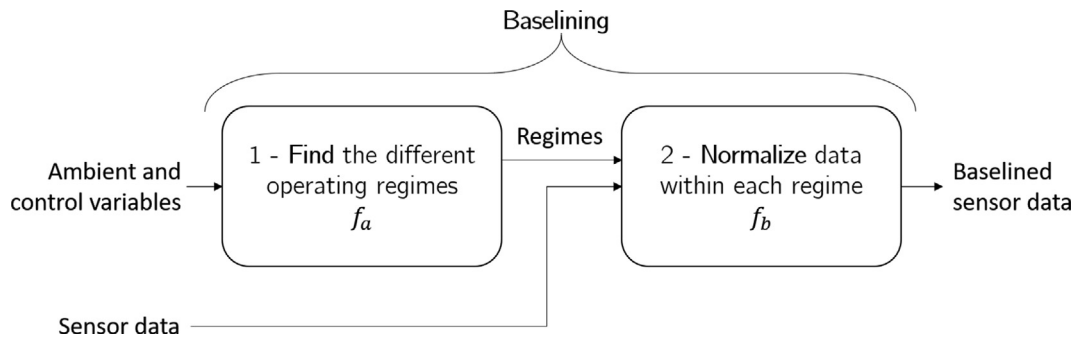 Baselining
Ambient and
control variables
1 - Find the different
operating regimes
fa
Regimes
2 - Normalize data
within each regime
fb
Baselined
sensor data
Sensor data